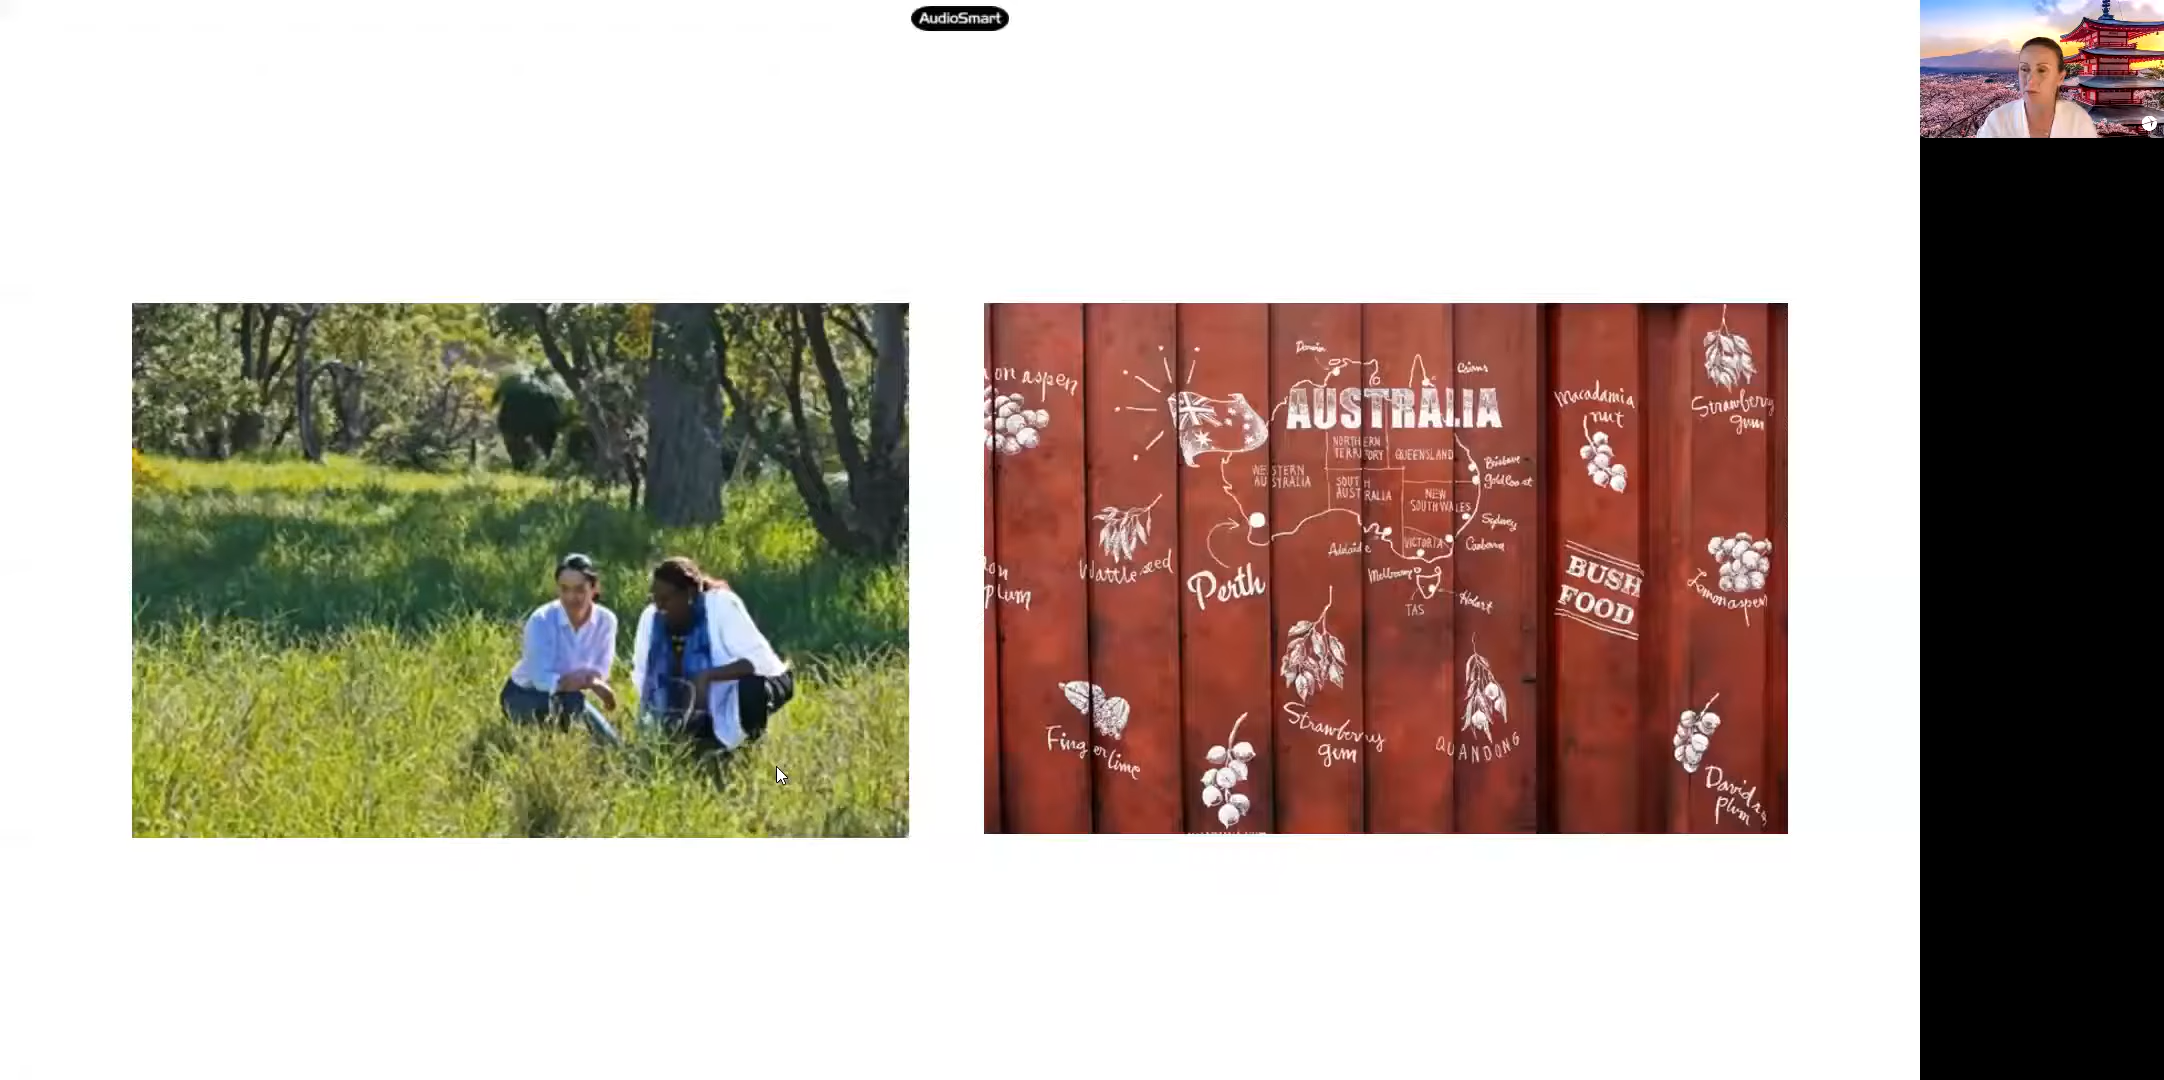 AudioSmart
on aspen
Wattle seed
on
plum
Finger lime
Darwin
Cairns
AUSTRALIA
NORTHERN
TERRITORY
QUEENSLAND
WESTERN
AUSTRALIA
SOUTH
AUSTRALIA
NEW
SOUTH WALES
Brisbane
Gold Coast
Sydney
Canberra
Adelaide
VICTORIA
Melbourne
TAS
Hobart
Perth
Strawberry
gum
QUANDONG
Macadamia
nut
BUSH
FOOD
Strawberry
gum
Lemon aspen
Davidson
Plum